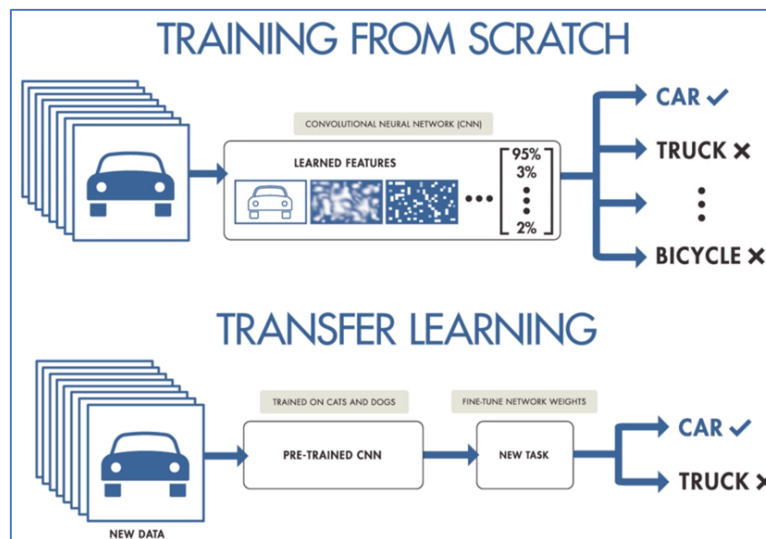 TRAINING FROM SCRATCH
CONVOLUTIONAL NEURAL NETWORK (CNN)
LEARNED FEATURES
95%
3%
2%
CAR ✓
TRUCK ✕
BICYCLE ✕
TRANSFER LEARNING
TRAINED ON CATS AND DOGS
FINE-TUNE NETWORK WEIGHTS
PRE-TRAINED CNN
NEW TASK
CAR ✓
TRUCK ✕
NEW DATA